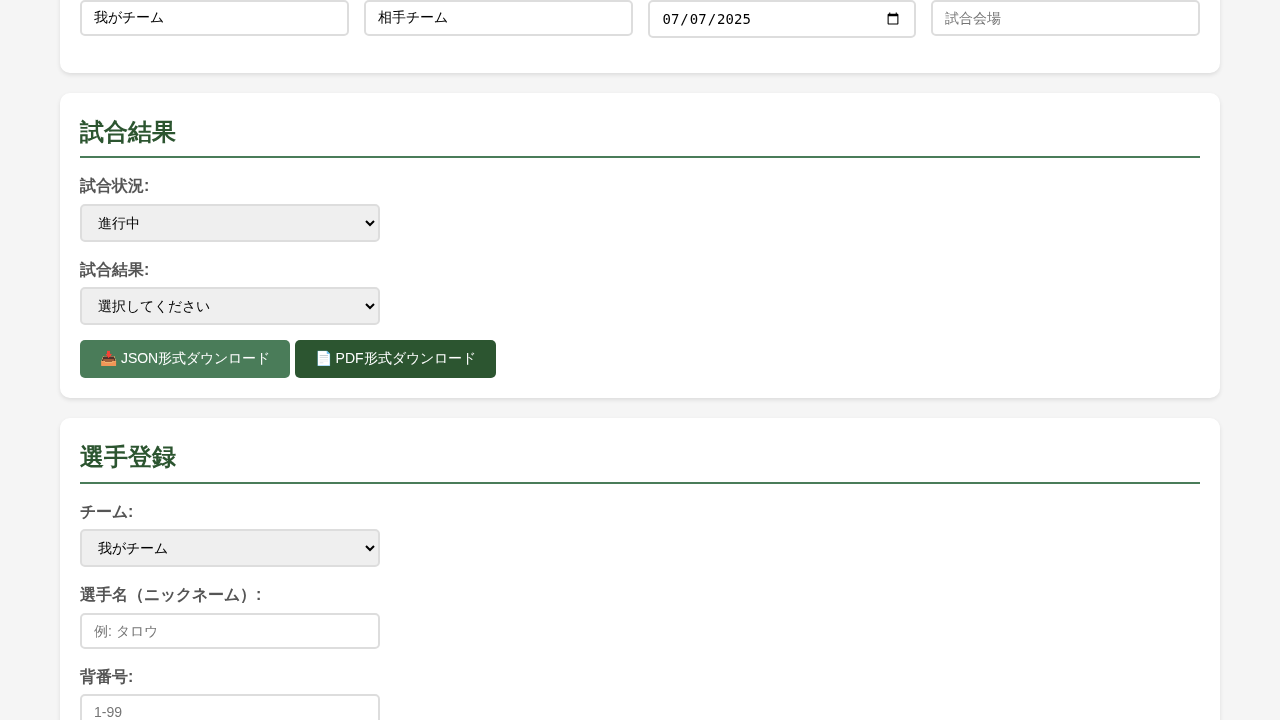 我がチーム
相手チーム
07/07/2025
試合会場
試合結果
試合状況:
進行中
試合結果:
選択してください
📥 JSON形式ダウンロード
📄 PDF形式ダウンロード
選手登録
チーム:
我がチーム
選手名（ニックネーム）:
例: タロウ
背番号:
1-99